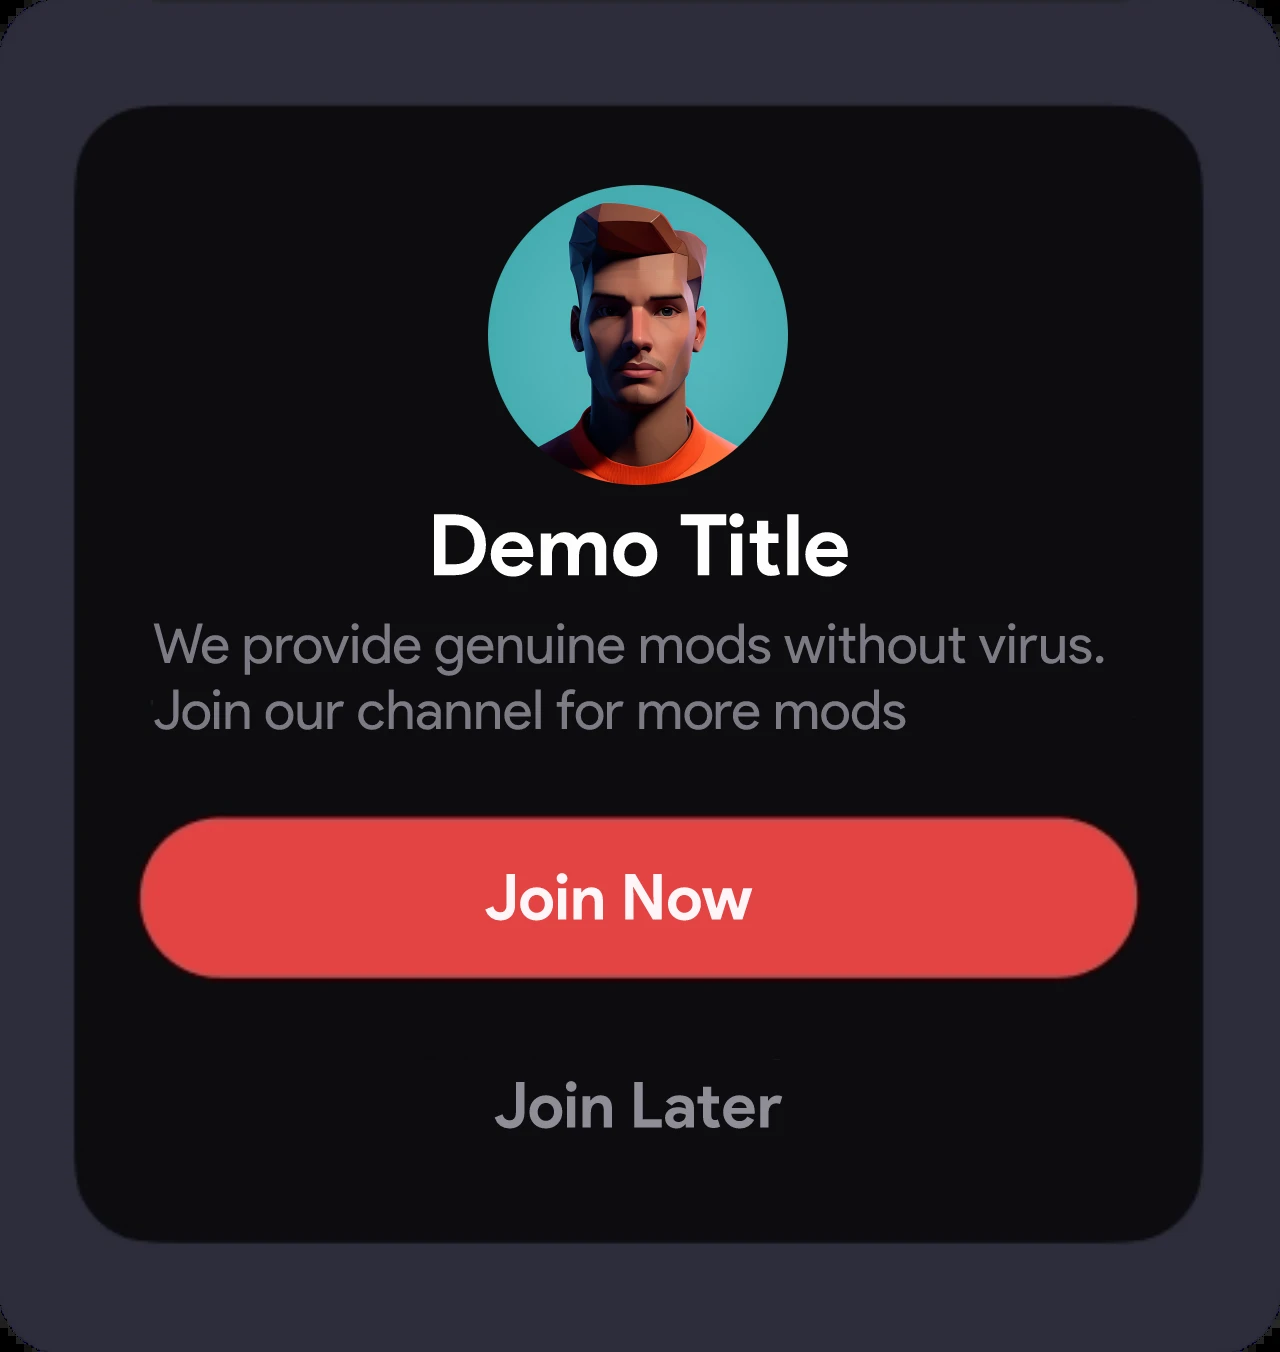 Demo Title
We provide genuine mods without virus.
Join our channel for more mods
Join Now
Join Later